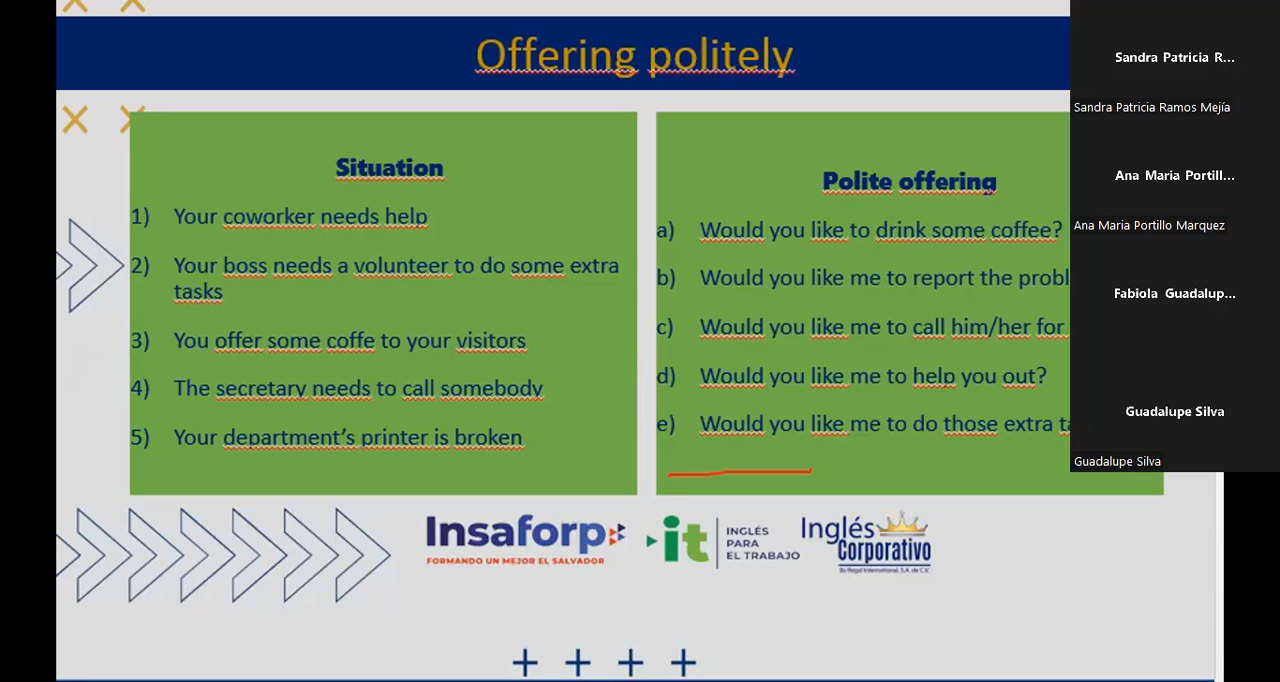 Offering politely
Situation
1) Your coworker needs help
2) Your boss needs a volunteer to do some extra
tasks
3) You offer some coffe to your visitors
4) The secretary needs to call somebody
5) Your department's printer is broken
Polite offering
a) Would you like to drink some coffee?
b) Would you like me to report the probl
c) Would you like me to call him/her for
d) Would you like me to help you out?
e) Would you like me to do those extra ta
Sandra Patricia R...
Sandra Patricia Ramos Mejía
Ana Maria Portill...
Ana Maria Portillo Marquez
Fabiola Guadalup...
Guadalupe Silva
Guadalupe Silva
Insaforp
FORMANDO UN MEJOR EL SALVADOR
it
INGLÉS
PARA
EL TRABAJO
Inglés
Corporativo
By Regal International, S.A. de C.V.